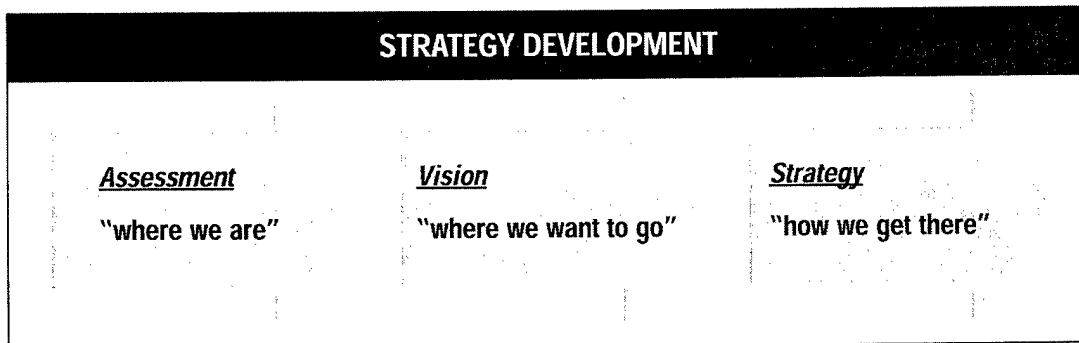 STRATEGY DEVELOPMENT
Assessment
"where we are"
Vision
"where we want to go"
Strategy
"how we get there"